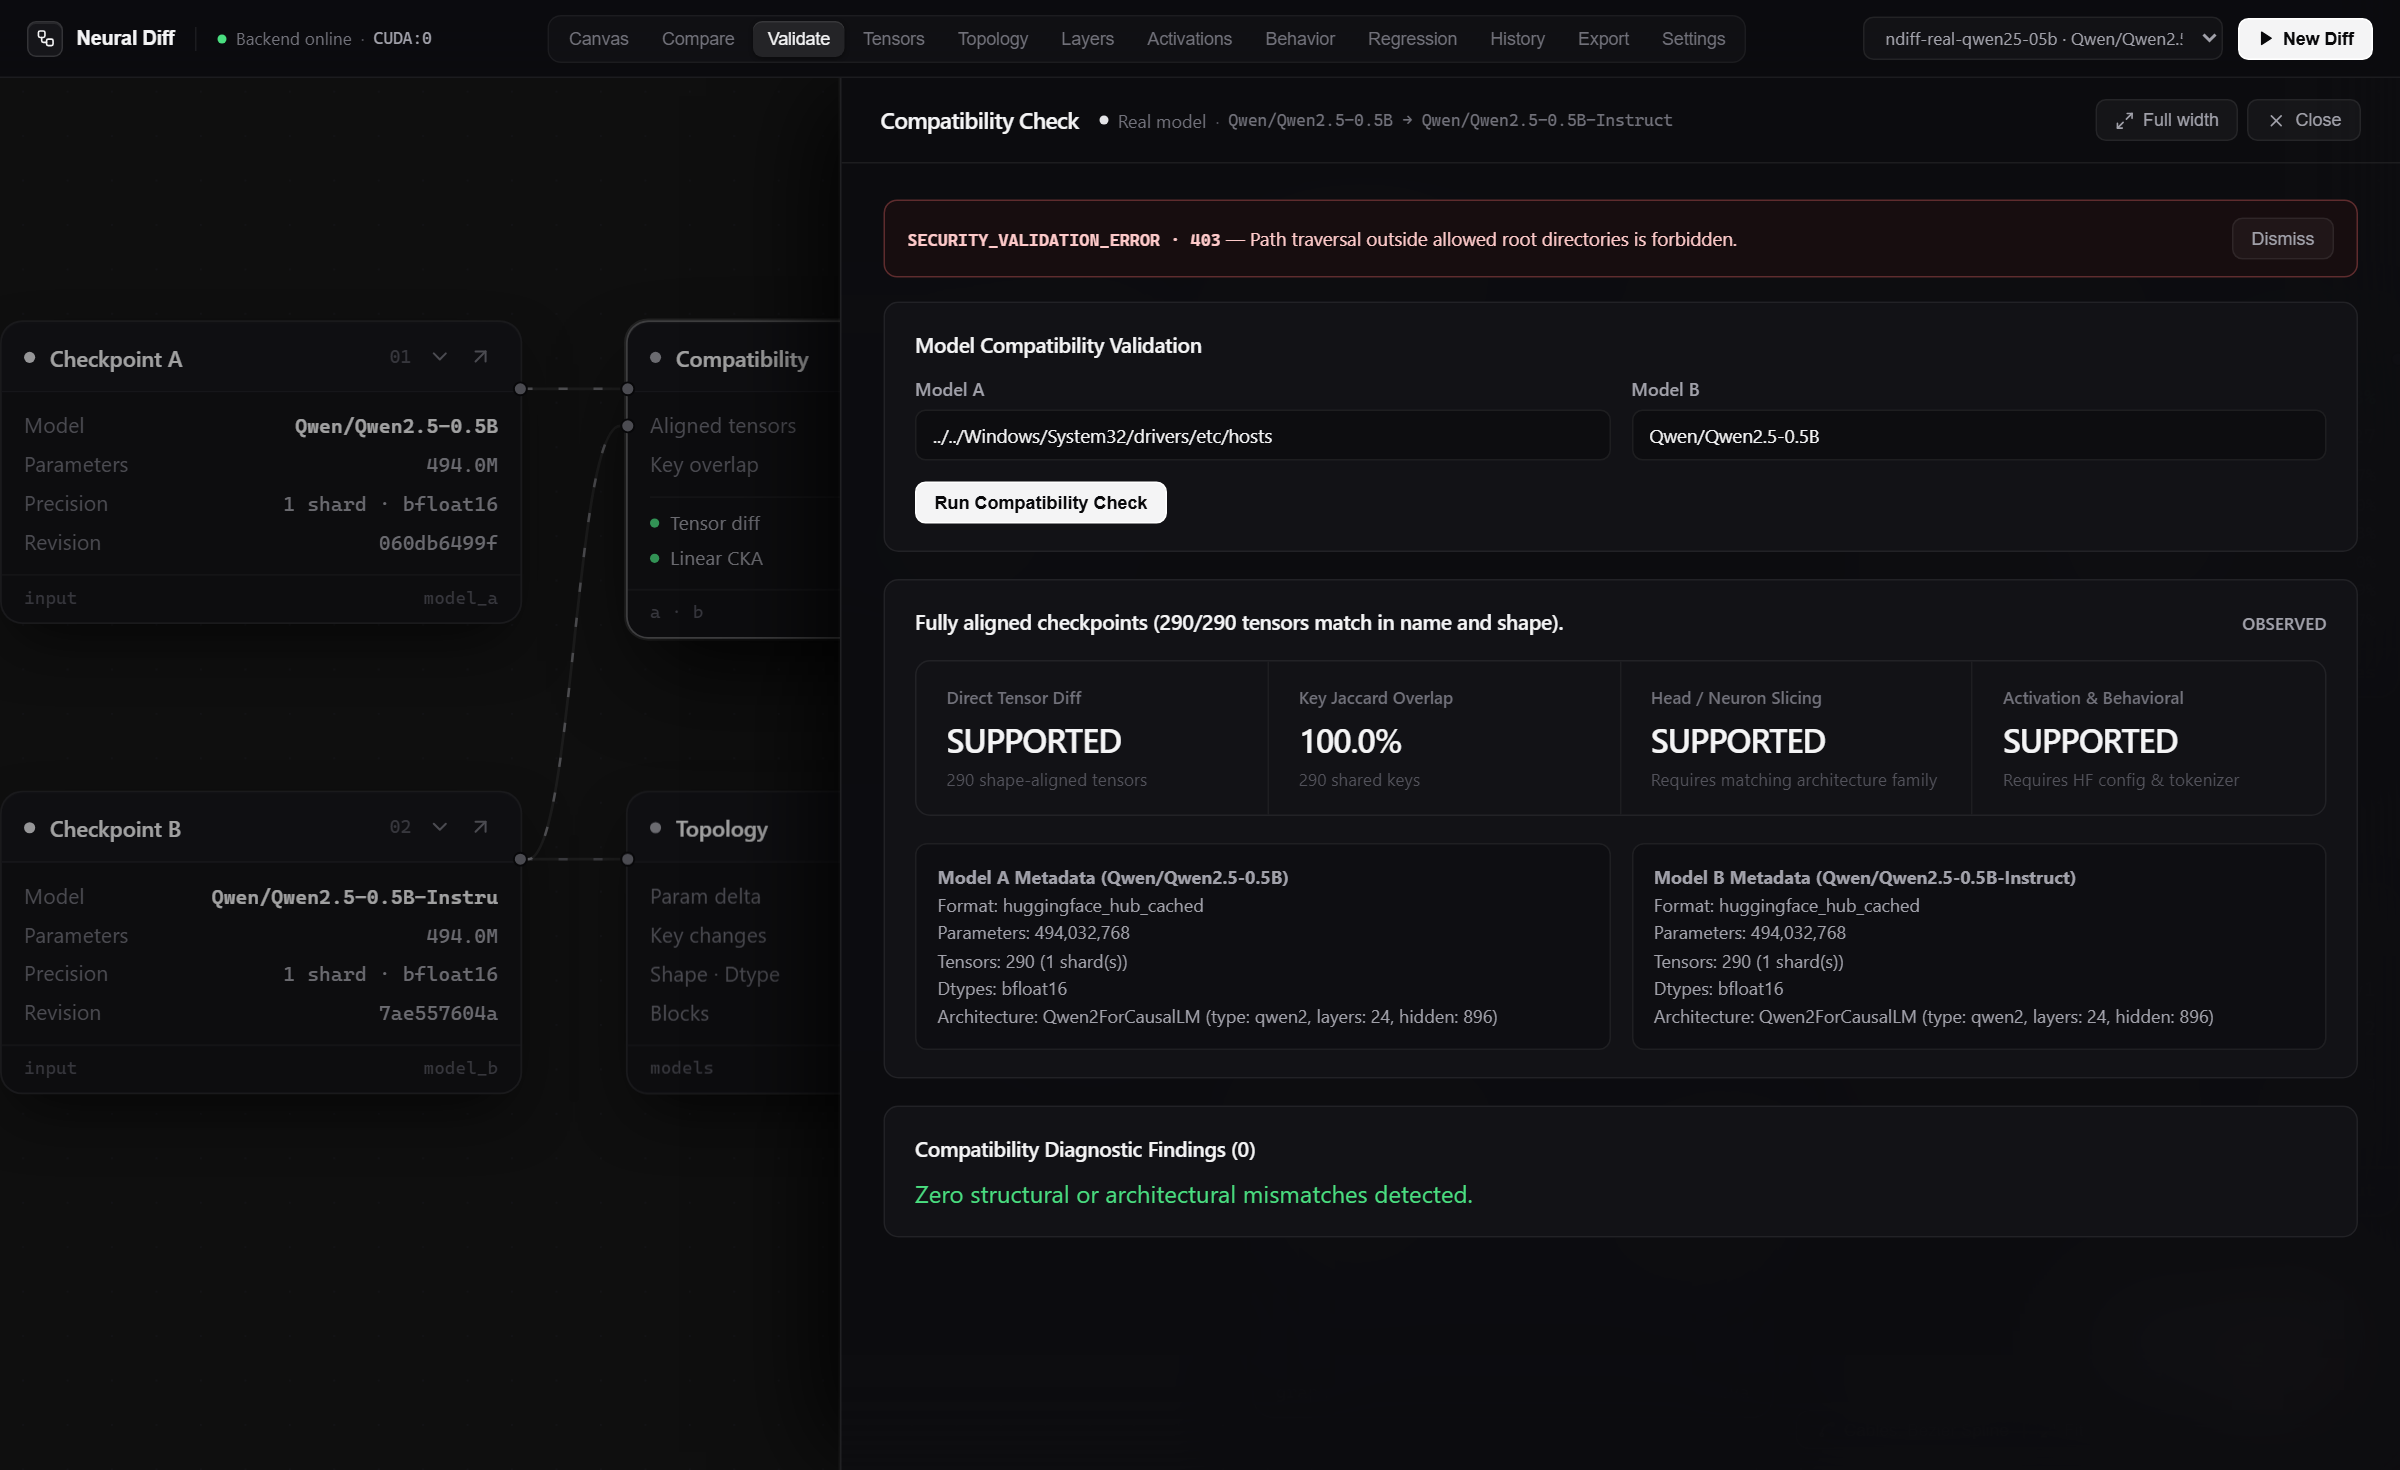 Neural Diff
Backend online · CUDA:0
Canvas
Compare
Validate
Tensors
Topology
Layers
Activations
Behavior
Regression
History
Export
Settings
ndiff-real-qwen25-05b · Qwen/Qwen2.
New Diff
Compatibility Check
Real model · Qwen/Qwen2.5-0.5B → Qwen/Qwen2.5-0.5B-Instruct
Full width
Close
SECURITY_VALIDATION_ERROR · 403 — Path traversal outside allowed root directories is forbidden.
Dismiss
Checkpoint A
01
Model Qwen/Qwen2.5-0.5B
Parameters 494.0M
Precision 1 shard · bfloat16
Revision 060db6499f
input model_a
Compatibility
Aligned tensors
Key overlap
Tensor diff
Linear CKA
a · b
Checkpoint B
02
Model Qwen/Qwen2.5-0.5B-Instru
Parameters 494.0M
Precision 1 shard · bfloat16
Revision 7ae557604a
input model_b
Topology
Param delta
Key changes
Shape · Dtype
Blocks
models
Model Compatibility Validation
Model A
../../Windows/System32/drivers/etc/hosts
Model B
Qwen/Qwen2.5-0.5B
Run Compatibility Check
Fully aligned checkpoints (290/290 tensors match in name and shape).
OBSERVED
Direct Tensor Diff
SUPPORTED
290 shape-aligned tensors
Key Jaccard Overlap
100.0%
290 shared keys
Head / Neuron Slicing
SUPPORTED
Requires matching architecture family
Activation & Behavioral
SUPPORTED
Requires HF config & tokenizer
Model A Metadata (Qwen/Qwen2.5-0.5B)
Format: huggingface_hub_cached
Parameters: 494,032,768
Tensors: 290 (1 shard(s))
Dtypes: bfloat16
Architecture: Qwen2ForCausalLM (type: qwen2, layers: 24, hidden: 896)
Model B Metadata (Qwen/Qwen2.5-0.5B-Instruct)
Format: huggingface_hub_cached
Parameters: 494,032,768
Tensors: 290 (1 shard(s))
Dtypes: bfloat16
Architecture: Qwen2ForCausalLM (type: qwen2, layers: 24, hidden: 896)
Compatibility Diagnostic Findings (0)
Zero structural or architectural mismatches detected.